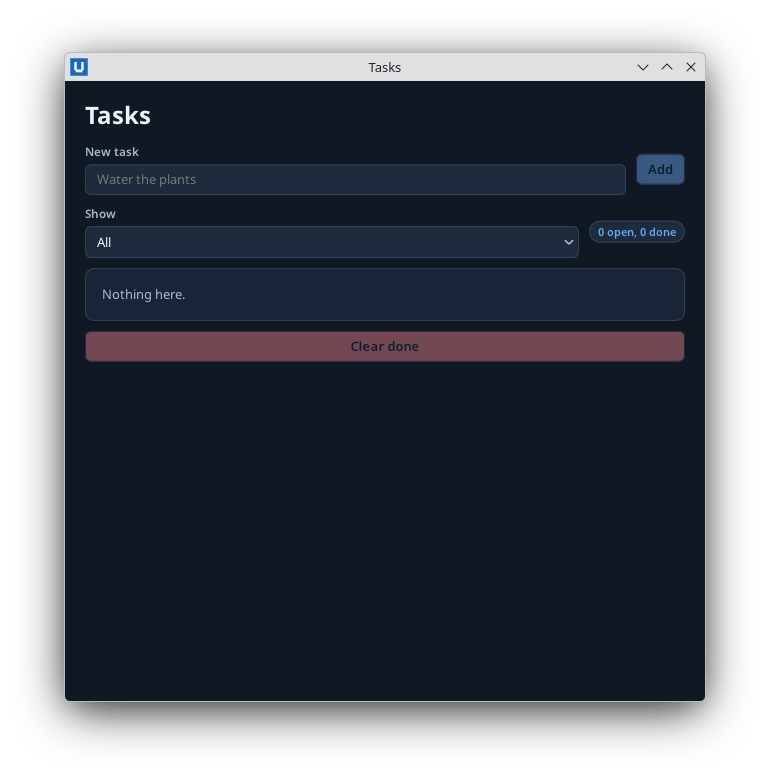 Tasks
Tasks
New task
Water the plants
Add
Show
All
0 open, 0 done
Nothing here.
Clear done